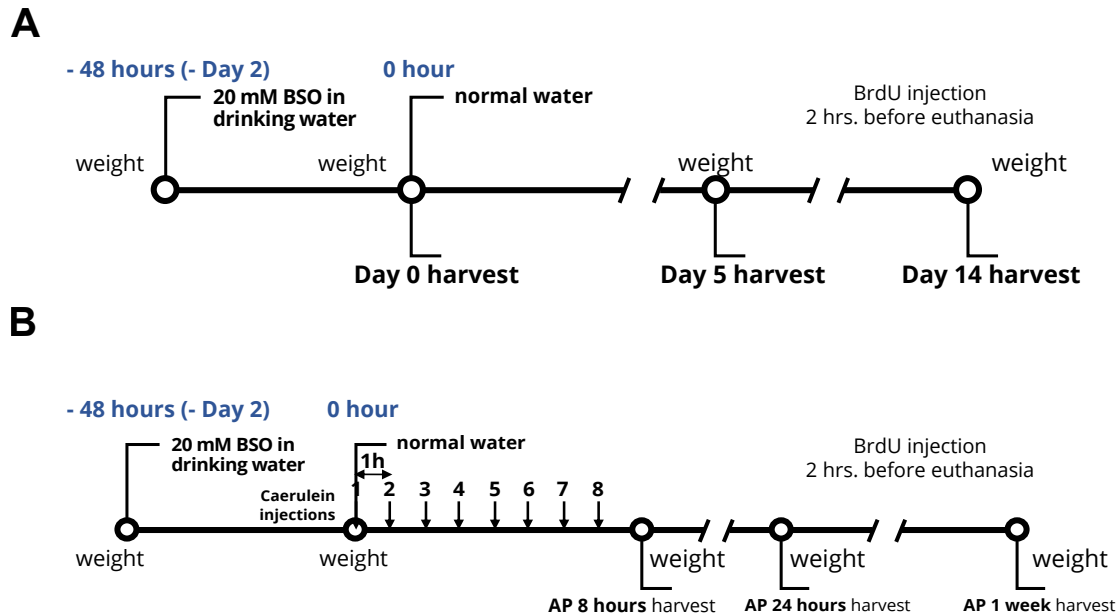 A
- 48 hours (- Day 2)
0 hour
20 mM BSO in
drinking water
normal water
BrdU injection
2 hrs. before euthanasia
weight
weight
weight
weight
Day 0 harvest
Day 5 harvest
Day 14 harvest
B
- 48 hours (- Day 2)
0 hour
20 mM BSO in
drinking water
normal water
BrdU injection
2 hrs. before euthanasia
1h
Caerulein
injections
1 2 3 4 5 6 7 8
weight
weight
weight
weight
weight
AP 8 hours harvest
AP 24 hours harvest
AP 1 week harvest